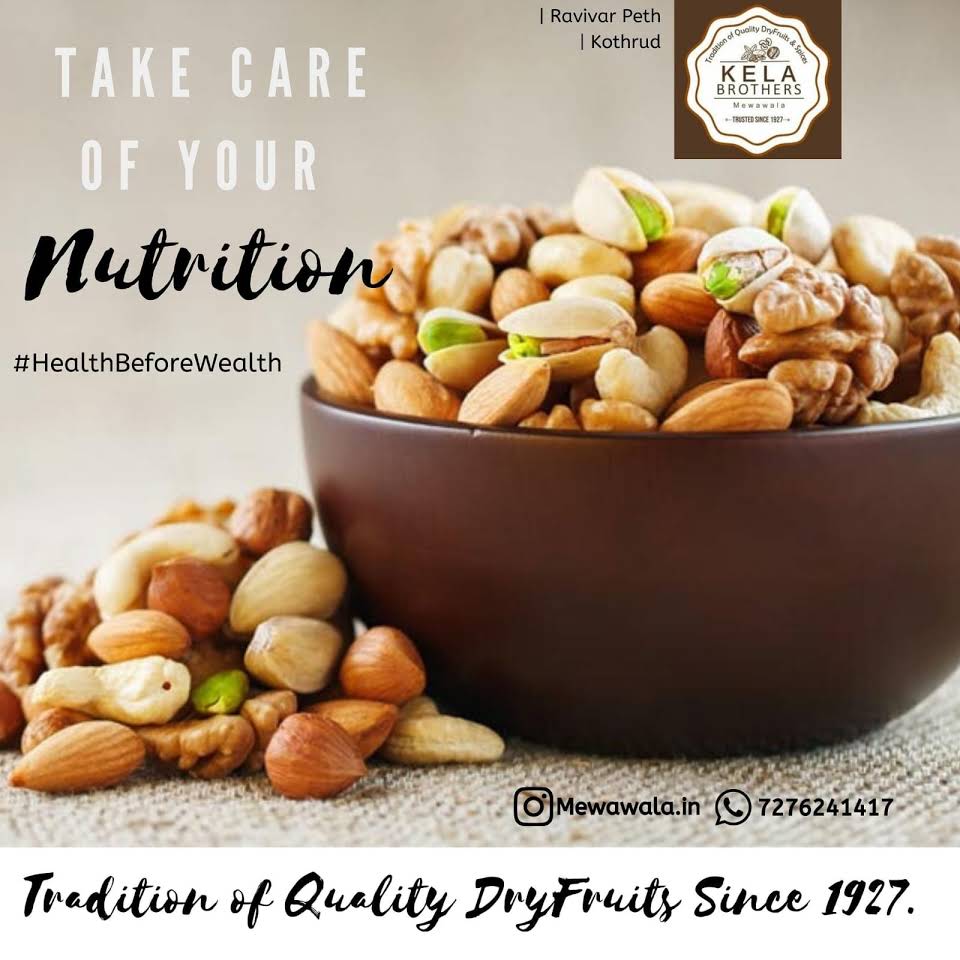 | Ravivar Peth
| Kothrud
Tradition of Quality DryFruits & Spices
KELA
BROTHERS
Mewawala
TRUSTED SINCE 1927
TAKE CARE
OF YOUR
Nutrition
#HealthBeforeWealth
Mewawala.in 7276241417
Tradition of Quality DryFruits Since 1927.